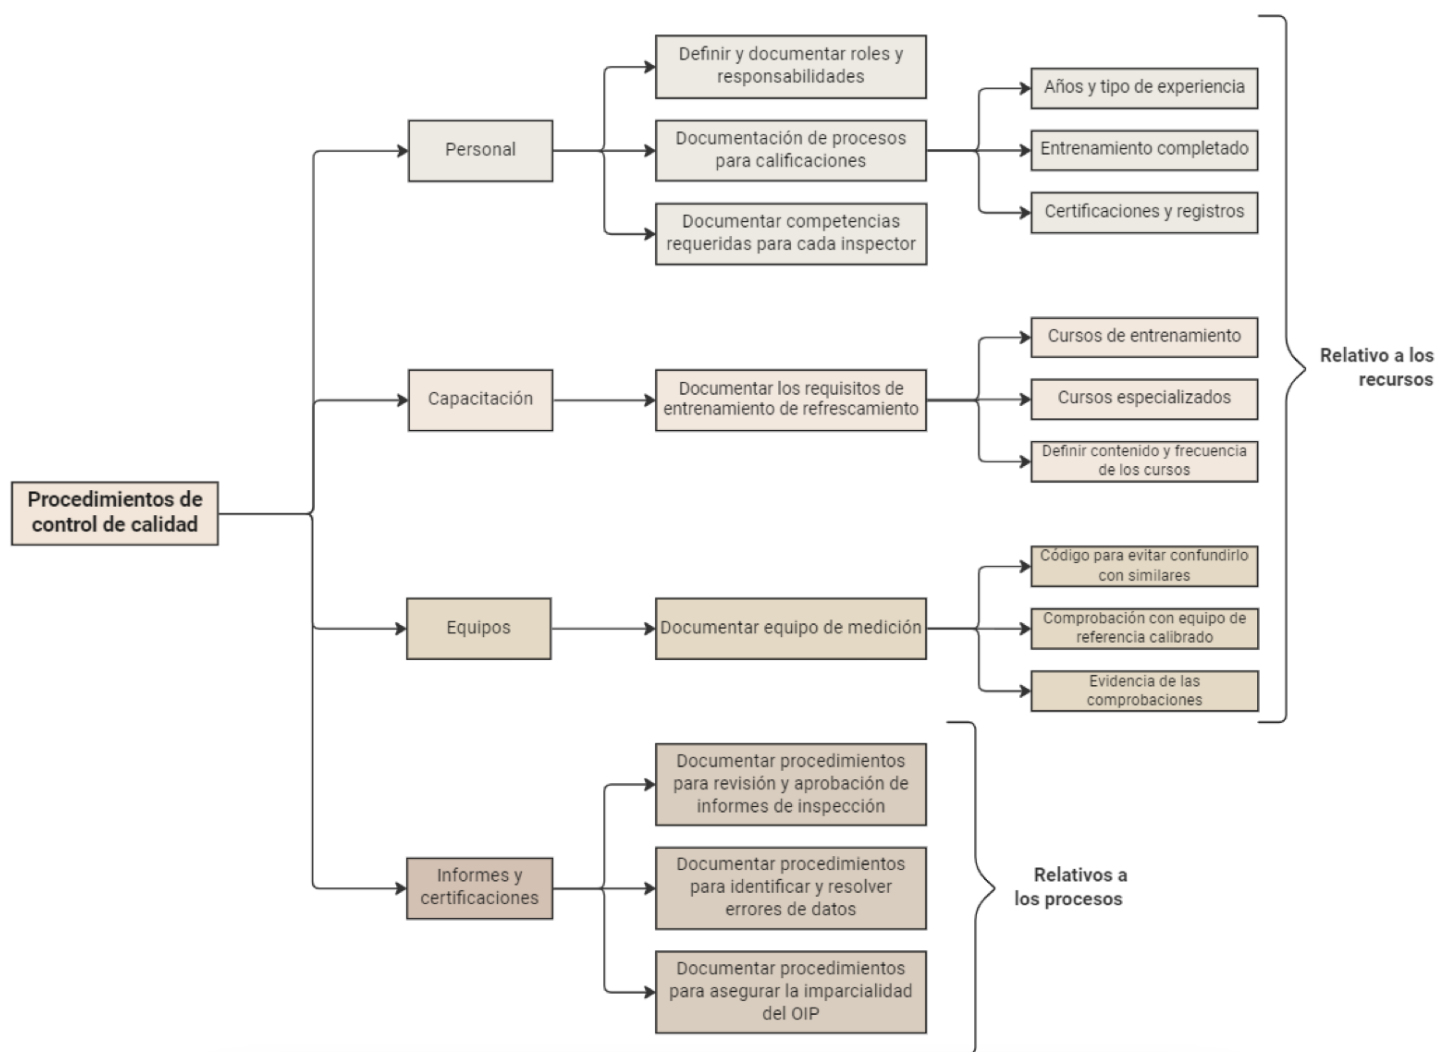 Procedimientos de
control de calidad
Personal
Definir y documentar roles y
responsabilidades
Documentación de procesos
para calificaciones
Documentar competencias
requeridas para cada inspector
Años y tipo de experiencia
Entrenamiento completado
Certificaciones y registros
Capacitación
Documentar los requisitos de
entrenamiento de refrescamiento
Cursos de entrenamiento
Cursos especializados
Definir contenido y frecuencia
de los cursos
Equipos
Documentar equipo de medición
Código para evitar confundirlo
con similares
Comprobación con equipo de
referencia calibrado
Evidencia de las
comprobaciones
Relativo a los
recursos
Informes y
certificaciones
Documentar procedimientos
para revisión y aprobación de
informes de inspección
Documentar procedimientos
para identificar y resolver
errores de datos
Documentar procedimientos
para asegurar la imparcialidad
del OIP
Relativos a
los procesos